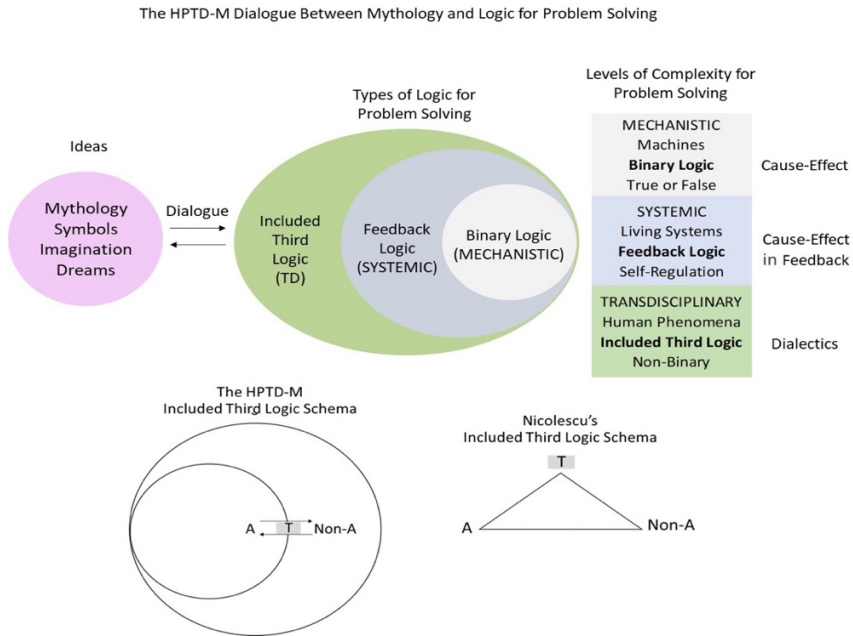 The HPTD-M Dialogue Between Mythology and Logic for Problem Solving
Ideas
Mythology
Symbols
Imagination
Dreams
Dialogue
Types of Logic for
Problem Solving
Included
Third
Logic
(TD)
Feedback
Logic
(SYSTEMIC)
Binary Logic
(MECHANISTIC)
Levels of Complexity for
Problem Solving
MECHANISTIC
Machines
Binary Logic
True or False
Cause-Effect
SYSTEMIC
Living Systems
Feedback Logic
Self-Regulation
Cause-Effect
in Feedback
TRANSDISCIPLINARY
Human Phenomena
Included Third Logic
Non-Binary
Dialectics
The HPTD-M
Included Third Logic Schema
A
T
Non-A
Nicolescu's
Included Third Logic Schema
T
A
Non-A